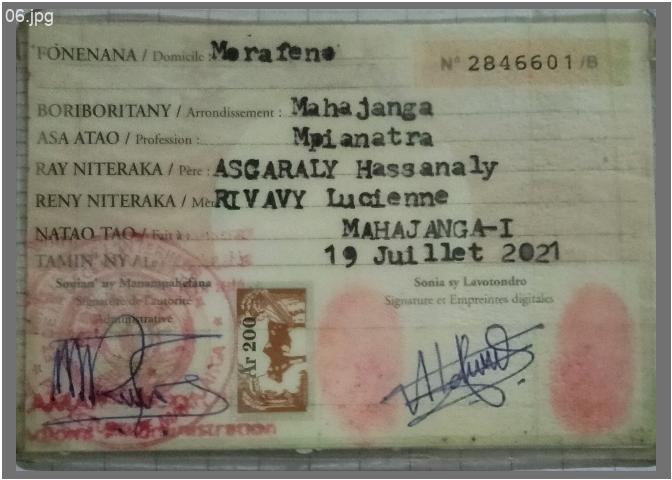 06.jpg
FONENANA / Domicile : Morafeno
N° 2846601/B
BORIBORITANY / Arrondissement : Mahajanga
ASA ATAO / Profession : Mpianatra
RAY NITERAKA / Père : ASGARALY Hassanaly
RENY NITERAKA / Mère RIVAVY Lucienne
NATAO TAO / Fait à : MAHAJANGA-I
TAMIN' NY 19 Juillet 2021
Sonian' ny Manampahefana
Sonia sy Lavotondro
Signature de l'autorité
Signature et Empreintes digitales
Administrative
Ar 200